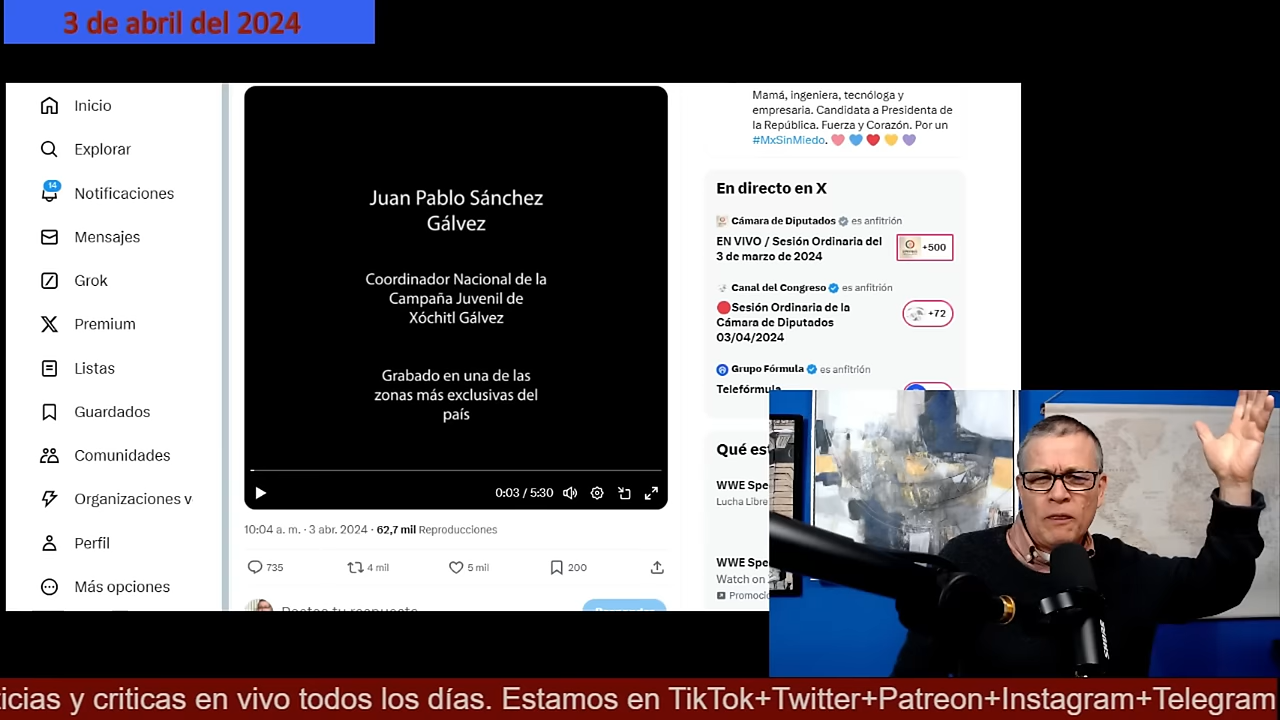 3 de abril del 2024
Inicio
Explorar
14
Notificaciones
Mensajes
Grok
Premium
Listas
Guardados
Comunidades
Organizaciones v
Perfil
Más opciones
Juan Pablo Sánchez
Gálvez
Coordinador Nacional de la
Campaña Juvenil de
Xóchitl Gálvez
Grabado en una de las
zonas más exclusivas del
país
0:03 / 5:30
10:04 a. m. · 3 abr. 2024 · 62,7 mil Reproducciones
735
4 mil
5 mil
200
Mamá, ingeniera, tecnóloga y
empresaria. Candidata a Presidenta de
la República. Fuerza y Corazón. Por un
#MxSinMiedo.
En directo en X
Cámara de Diputados es anfitrión
EN VIVO / Sesión Ordinaria del
3 de marzo de 2024
+500
Canal del Congreso es anfitrión
Sesión Ordinaria de la
Cámara de Diputados
03/04/2024
+72
Grupo Fórmula es anfitrión
Telefórmula
Qué est
WWE Spe
Lucha Libre
WWE Spe
Watch on
Promocio
SHURE
ticias y criticas en vivo todos los días. Estamos en TikTok+Twitter+Patreon+Instagram+Telegram